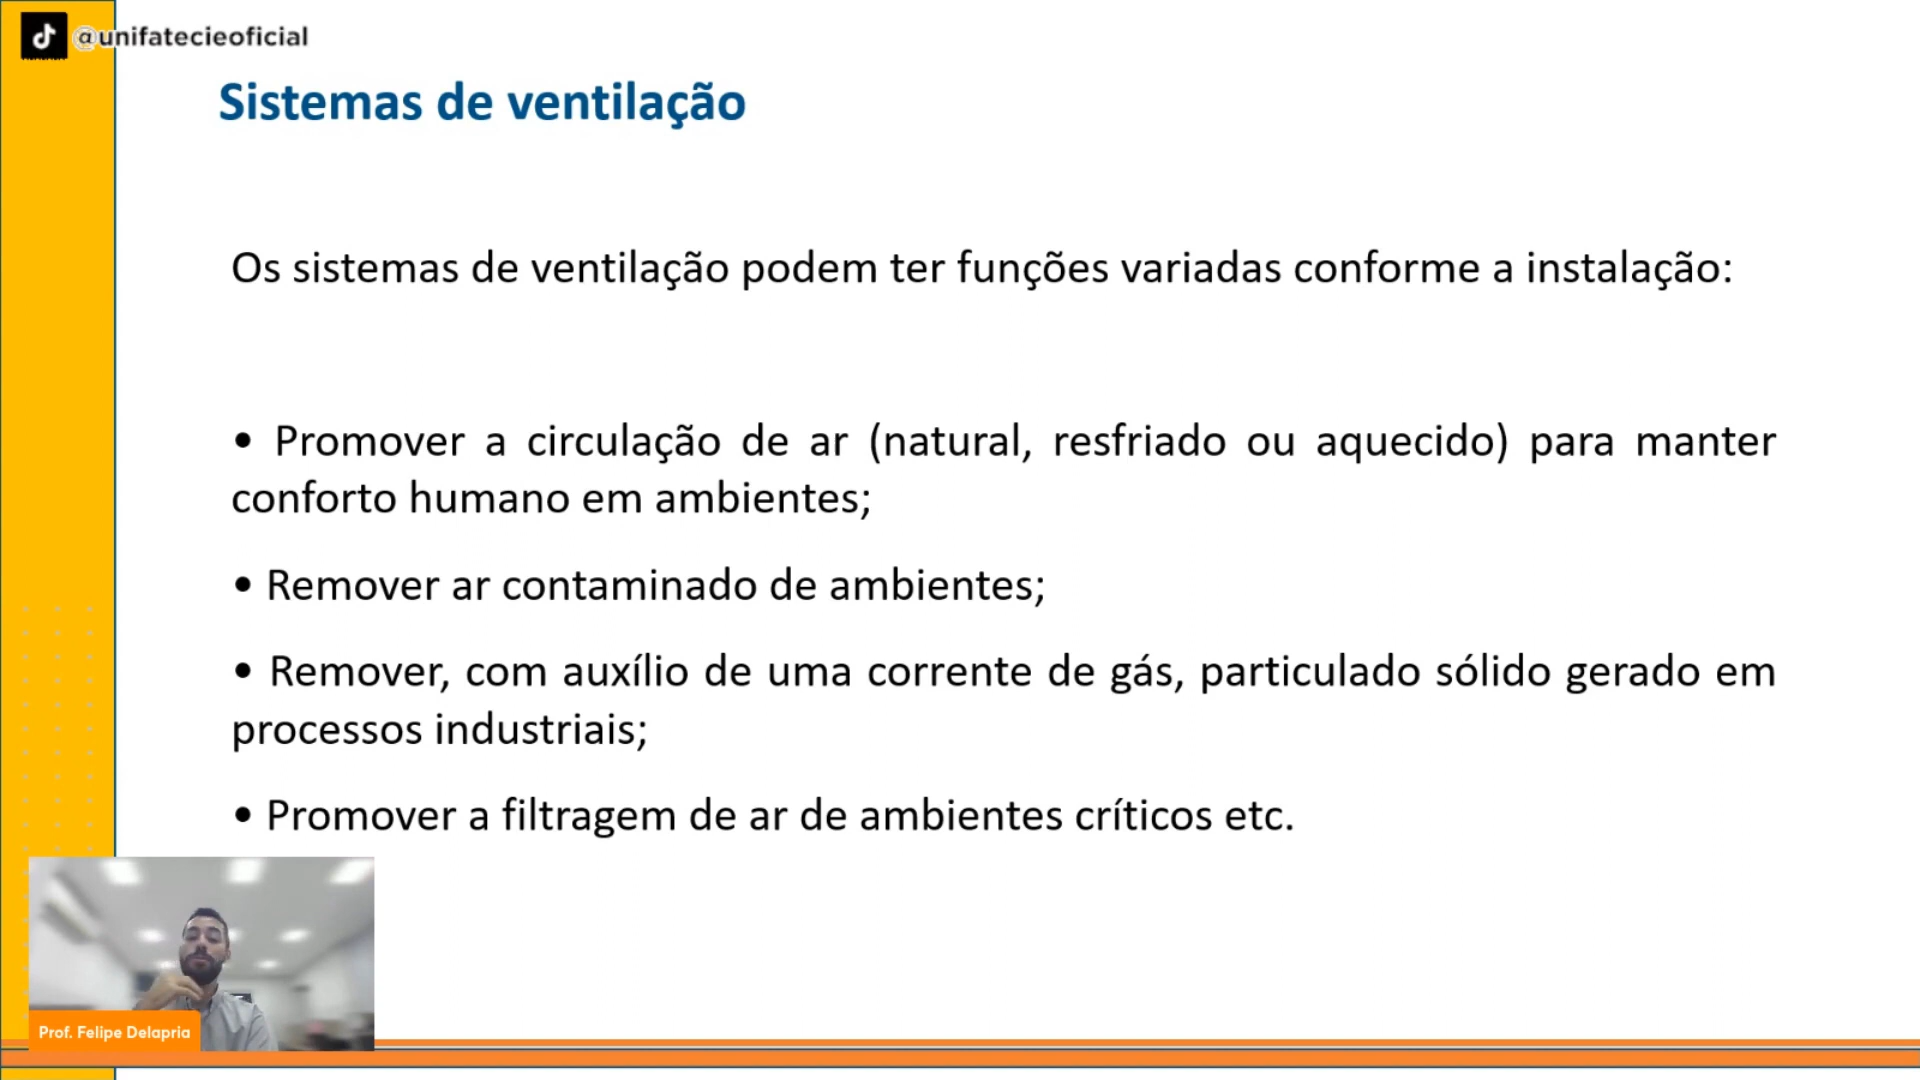 @unifatecieoficial
Sistemas de ventilação
Os sistemas de ventilação podem ter funções variadas conforme a instalação:
• Promover a circulação de ar (natural, resfriado ou aquecido) para manter
conforto humano em ambientes;
• Remover ar contaminado de ambientes;
• Remover, com auxílio de uma corrente de gás, particulado sólido gerado em
processos industriais;
• Promover a filtragem de ar de ambientes críticos etc.
Prof. Felipe Delapria